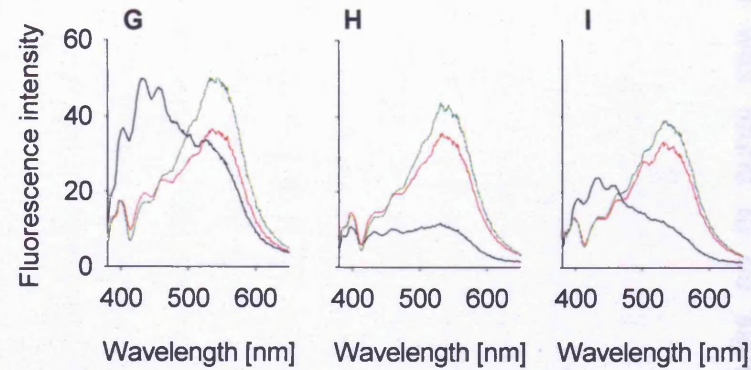 G H I
Fluorescence intensity
60
40
20
0
400 500 600 400 500 600 400 500 600
Wavelength [nm] Wavelength [nm] Wavelength [nm]